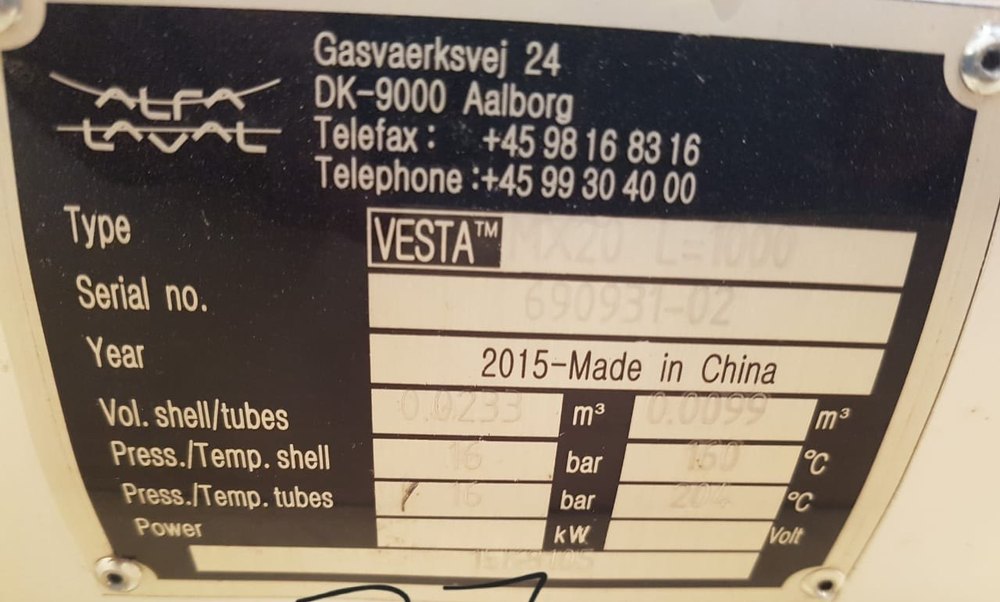 ALFA
LAVAL
Gasvaerksvej 24
DK-9000 Aalborg
Telefax : +45 98 16 83 16
Telephone :+45 99 30 40 00
Type VESTA™ MX20 L=1000
Serial no. 690931-02
Year 2015-Made in China
Vol. shell/tubes 0.0233 m³ 0.0099 m³
Press./Temp. shell 16 bar 160 °C
Press./Temp. tubes 16 bar 204 °C
Power kW Volt